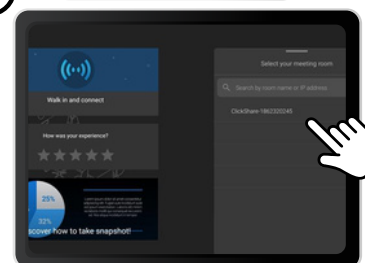 Walk in and connect
How was your experience?
25%
32%
scover how to take snapshot!
Select your meeting room
Search by room name or IP address
ClickShare-1862320245